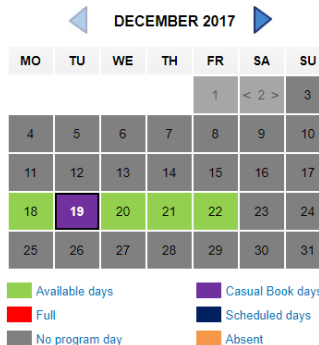 DECEMBER 2017
MO TU WE TH FR SA SU
1 < 2 > 3
4 5 6 7 8 9 10
11 12 13 14 15 16 17
18 19 20 21 22 23 24
25 26 27 28 29 30 31
Available days Casual Book days
Full Scheduled days
No program day Absent